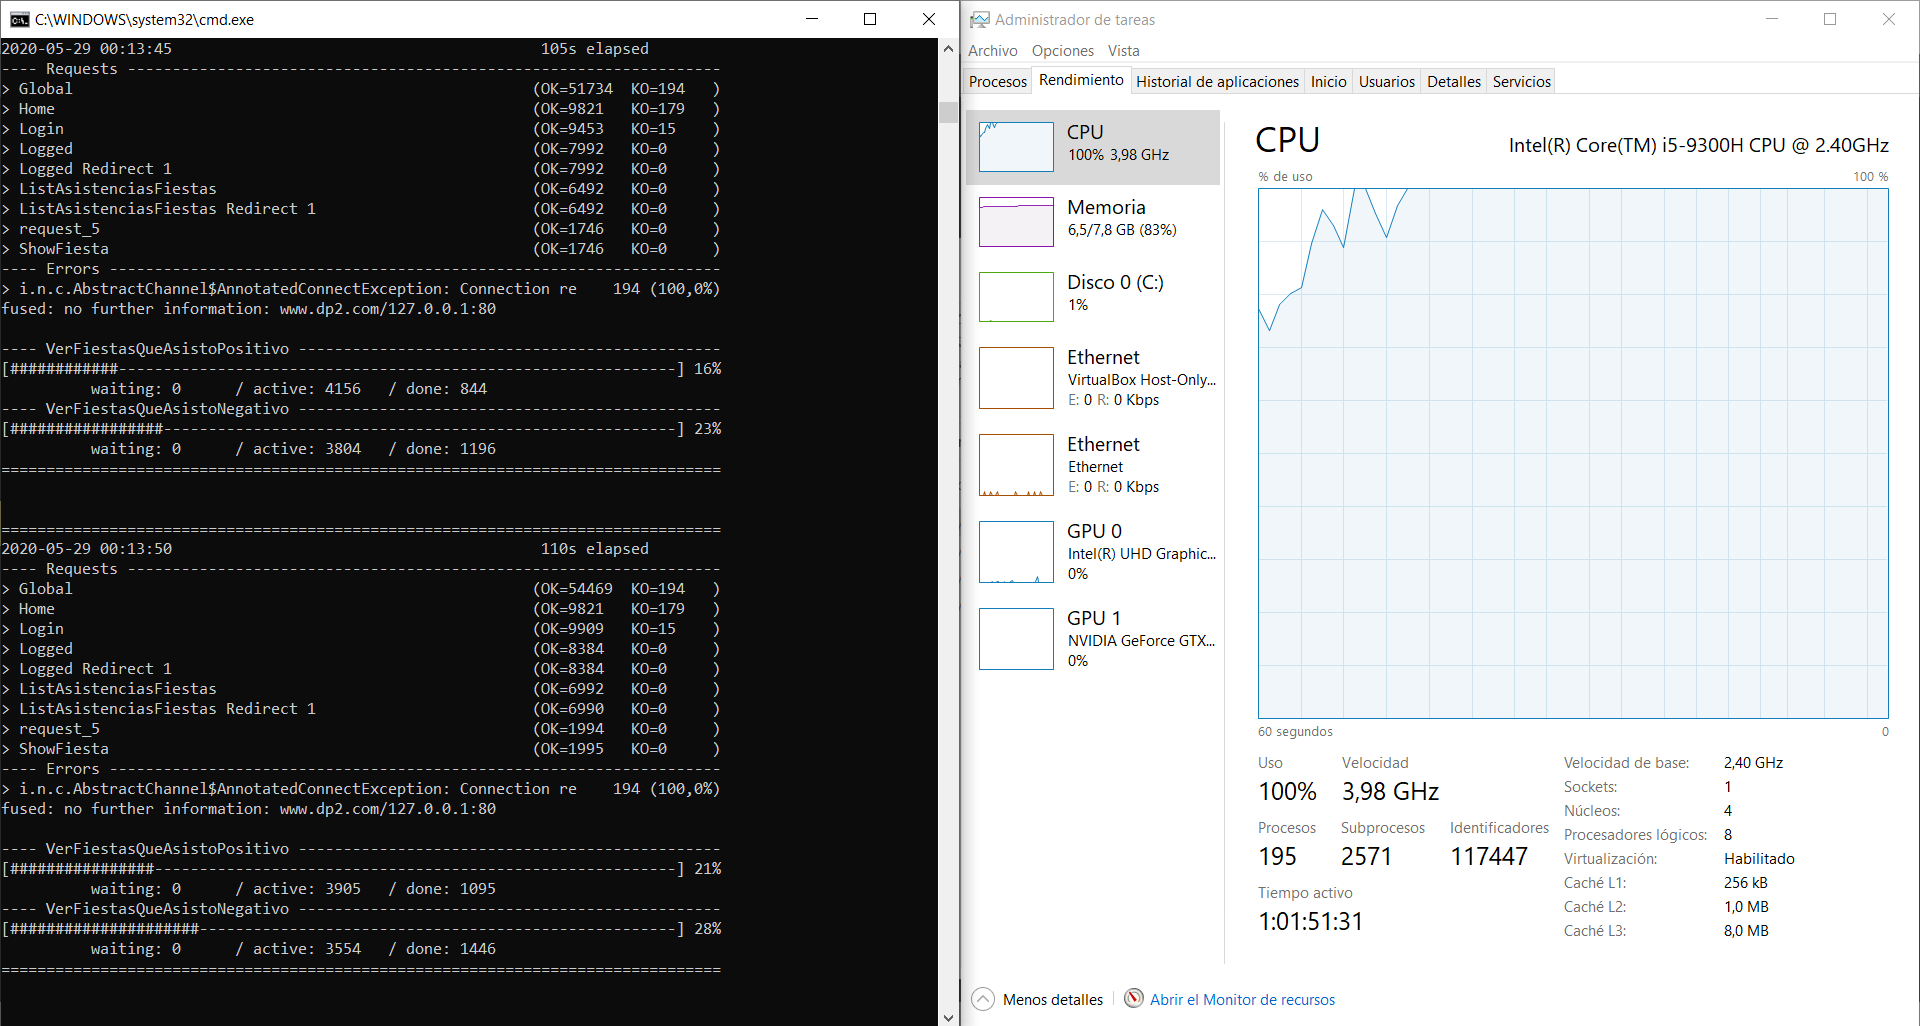 C:\WINDOWS\system32\cmd.exe
2020-05-29 00:13:45                                         105s elapsed
---- Requests ------------------------------------------------------------------
> Global                                                   (OK=51734  KO=194   )
> Home                                                     (OK=9821   KO=179   )
> Login                                                    (OK=9453   KO=15    )
> Logged                                                   (OK=7992   KO=0     )
> Logged Redirect 1                                        (OK=7992   KO=0     )
> ListAsistenciasFiestas                                   (OK=6492   KO=0     )
> ListAsistenciasFiestas Redirect 1                        (OK=6492   KO=0     )
> request_5                                                (OK=1746   KO=0     )
> ShowFiesta                                               (OK=1746   KO=0     )
---- Errors --------------------------------------------------------------------
> i.n.c.AbstractChannel$AnnotatedConnectException: Connection re    194 (100,0%)
fused: no further information: www.dp2.com/127.0.0.1:80
---- VerFiestasQueAsistoPositivo -----------------------------------------------
[############--------------------------------------------------------------] 16%
          waiting: 0      / active: 4156   / done: 844
---- VerFiestasQueAsistoNegativo -----------------------------------------------
[#################---------------------------------------------------------] 23%
          waiting: 0      / active: 3804   / done: 1196
================================================================================
================================================================================
2020-05-29 00:13:50                                         110s elapsed
---- Requests ------------------------------------------------------------------
> Global                                                   (OK=54469  KO=194   )
> Home                                                     (OK=9821   KO=179   )
> Login                                                    (OK=9909   KO=15    )
> Logged                                                   (OK=8384   KO=0     )
> Logged Redirect 1                                        (OK=8384   KO=0     )
> ListAsistenciasFiestas                                   (OK=6992   KO=0     )
> ListAsistenciasFiestas Redirect 1                        (OK=6990   KO=0     )
> request_5                                                (OK=1994   KO=0     )
> ShowFiesta                                               (OK=1995   KO=0     )
---- Errors --------------------------------------------------------------------
> i.n.c.AbstractChannel$AnnotatedConnectException: Connection re    194 (100,0%)
fused: no further information: www.dp2.com/127.0.0.1:80
---- VerFiestasQueAsistoPositivo -----------------------------------------------
[################----------------------------------------------------------] 21%
          waiting: 0      / active: 3905   / done: 1095
---- VerFiestasQueAsistoNegativo -----------------------------------------------
[#####################-----------------------------------------------------] 28%
          waiting: 0      / active: 3554   / done: 1446
================================================================================
Administrador de tareas
Archivo Opciones Vista
Procesos Rendimiento Historial de aplicaciones Inicio Usuarios Detalles Servicios
CPU
100% 3,98 GHz
Memoria
6,5/7,8 GB (83%)
Disco 0 (C:)
1%
Ethernet
VirtualBox Host-Only...
E: 0 R: 0 Kbps
Ethernet
Ethernet
E: 0 R: 0 Kbps
GPU 0
Intel(R) UHD Graphic...
0%
GPU 1
NVIDIA GeForce GTX...
0%
CPU Intel(R) Core(TM) i5-9300H CPU @ 2.40GHz
% de uso 100 %
60 segundos 0
Uso Velocidad
100% 3,98 GHz
Procesos Subprocesos Identificadores
195 2571 117447
Tiempo activo
1:01:51:31
Velocidad de base: 2,40 GHz
Sockets: 1
Núcleos: 4
Procesadores lógicos: 8
Virtualización: Habilitado
Caché L1: 256 kB
Caché L2: 1,0 MB
Caché L3: 8,0 MB
Menos detalles Abrir el Monitor de recursos